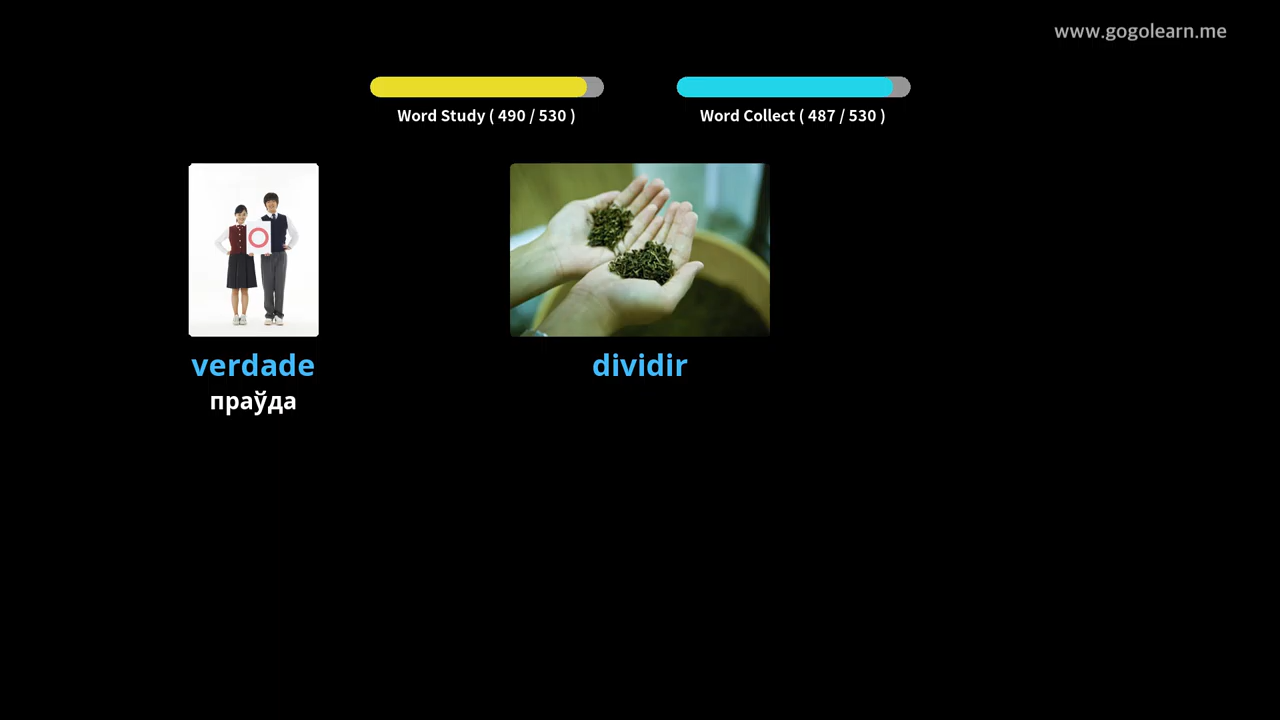 www.gogolearn.me
Word Study ( 490 / 530 )
Word Collect ( 487 / 530 )
verdade
праўда
dividir